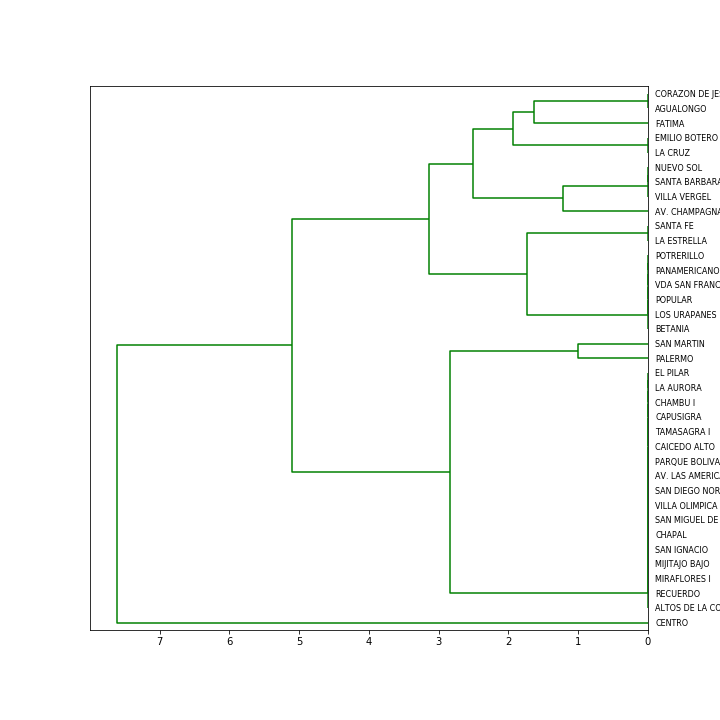 CORAZON DE JE
AGUALONGO
FATIMA
EMILIO BOTERO
LA CRUZ
NUEVO SOL
SANTA BARBARA
VILLA VERGEL
AV. CHAMPAGNA
SANTA FE
LA ESTRELLA
POTRERILLO
PANAMERICANO
VDA SAN FRANC
POPULAR
LOS URAPANES
BETANIA
SAN MARTIN
PALERMO
EL PILAR
LA AURORA
CHAMBU I
CAPUSIGRA
TAMASAGRA I
CAICEDO ALTO
PARQUE BOLIVA
AV. LAS AMERIC
SAN DIEGO NOR
VILLA OLIMPICA
SAN MIGUEL DE
CHAPAL
SAN IGNACIO
MIJITAJO BAJO
MIRAFLORES I
RECUERDO
ALTOS DE LA CO
CENTRO
7 6 5 4 3 2 1 0